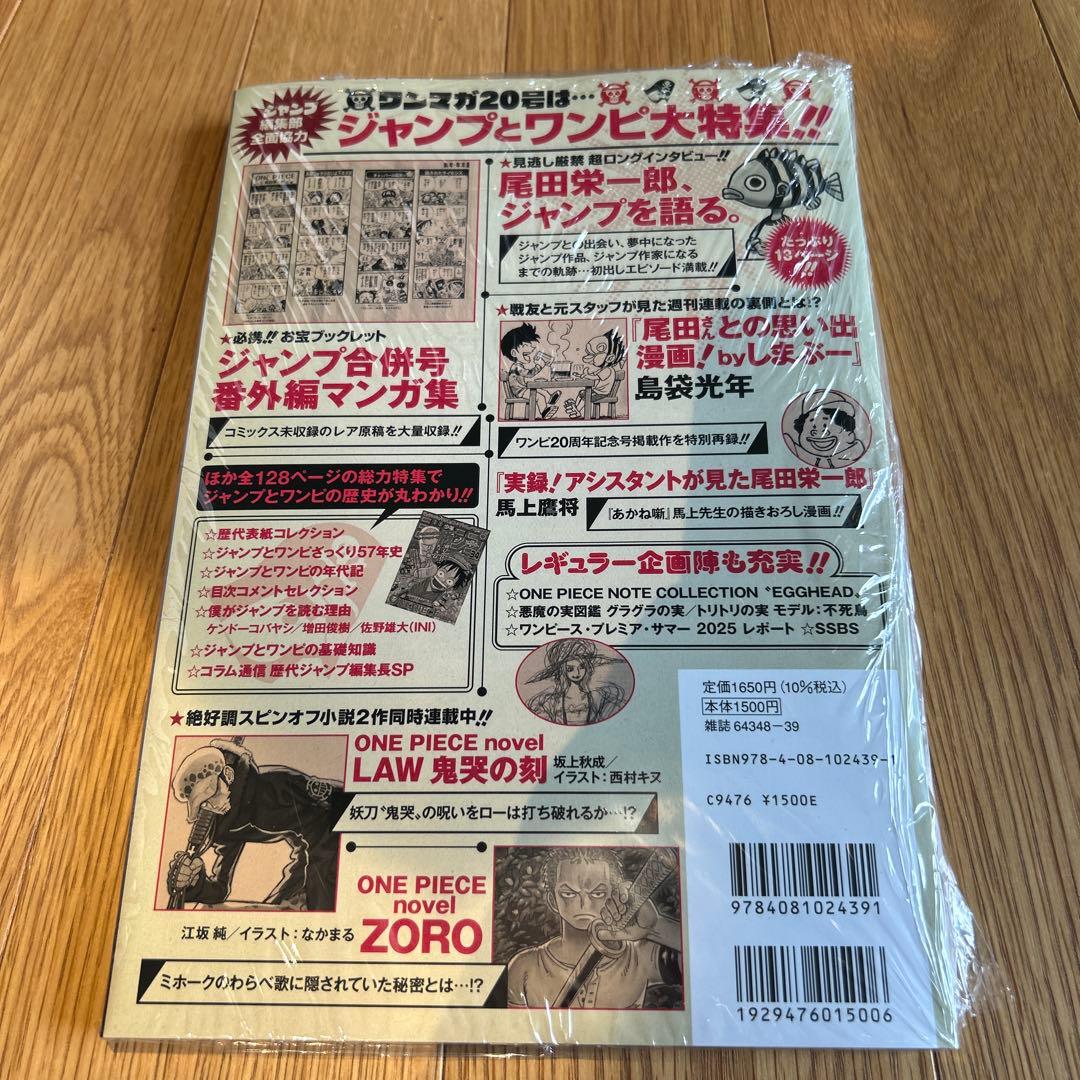 ジャンプ
編集部
全面協力
ワンマガ20号は…
ジャンプとワンピ大特集!!
ONE PIECE
★必携!! お宝ブックレット
ジャンプ合併号
番外編マンガ集
コミックス未収録のレア原稿を大量収録!!
★見逃し厳禁 超ロングインタビュー!!
尾田栄一郎、
ジャンプを語る。
ジャンプとの出会い、夢中になった
ジャンプ作品、ジャンプ作家になる
までの軌跡…初出しエピソード満載!!
たっぷり
13ページ
!!
★戦友と元スタッフが見た週刊連載の裏側とは!?
『尾田さんとの思い出
漫画!byしまぶー』
島袋光年
ワンピ20周年記念号掲載作を特別再録!!
『実録!アシスタントが見た尾田栄一郎』
馬上鷹将
『あかね噺』馬上先生の描きおろし漫画!!
ほか全128ページの総力特集で
ジャンプとワンピの歴史が丸わかり!!
☆歴代表紙コレクション
☆ジャンプとワンピざっくり57年史
☆ジャンプとワンピの年代記
☆目次コメントセレクション
☆僕がジャンプを読む理由
ケンドーコバヤシ/増田俊樹/佐野雄大(INI)
☆ジャンプとワンピの基礎知識
☆コラム通信 歴代ジャンプ編集長SP
レギュラー企画陣も充実!!
☆ONE PIECE NOTE COLLECTION〝EGGHEAD〟
☆悪魔の実図鑑 グラグラの実/トリトリの実 モデル:不死鳥
☆ワンピース・プレミア・サマー 2025 レポート ☆SSBS
★絶好調スピンオフ小説2作同時連載中!!
ONE PIECE novel
LAW 鬼哭の刻
坂上秋成/
イラスト:西村キヌ
妖刀〝鬼哭〟の呪いをローは打ち破れるか…!?
ONE PIECE
novel
ZORO
江坂 純/イラスト:なかまる
ミホークのわらべ歌に隠されていた秘密とは…!?
定価1650円(10%税込)
本体1500円
雑誌 64348-39
ISBN978-4-08-102439-1
C9476 ¥1500E
9784081024391
1929476015006